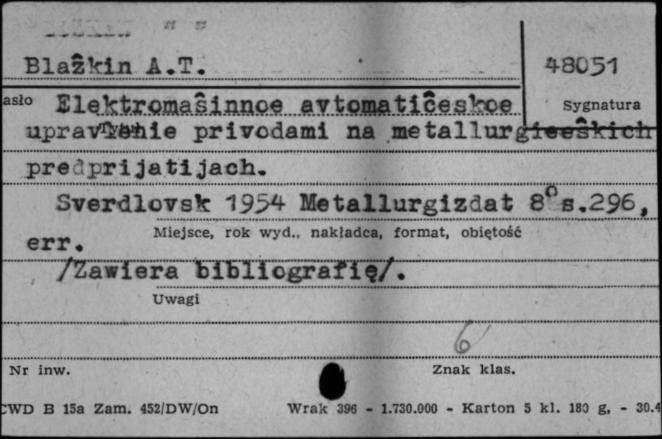 Blažkin A.T.
48051
asło Elektromašinnoe avtomatičeskoe
Sygnatura
upravlenie privodami na metallurgičeskich
predprijatijach.
Sverdlovsk 1954 Metallurgizdat 8° s.296,
Miejsce, rok wyd., nakładca, format, objętość
err.
/Zawiera bibliografię/.
Uwagi
6
Nr inw.
Znak klas.
CWD B 15a Zam. 452/DW/On Wrak 396 - 1.730.000 - Karton 5 kl. 180 g, - 30.4